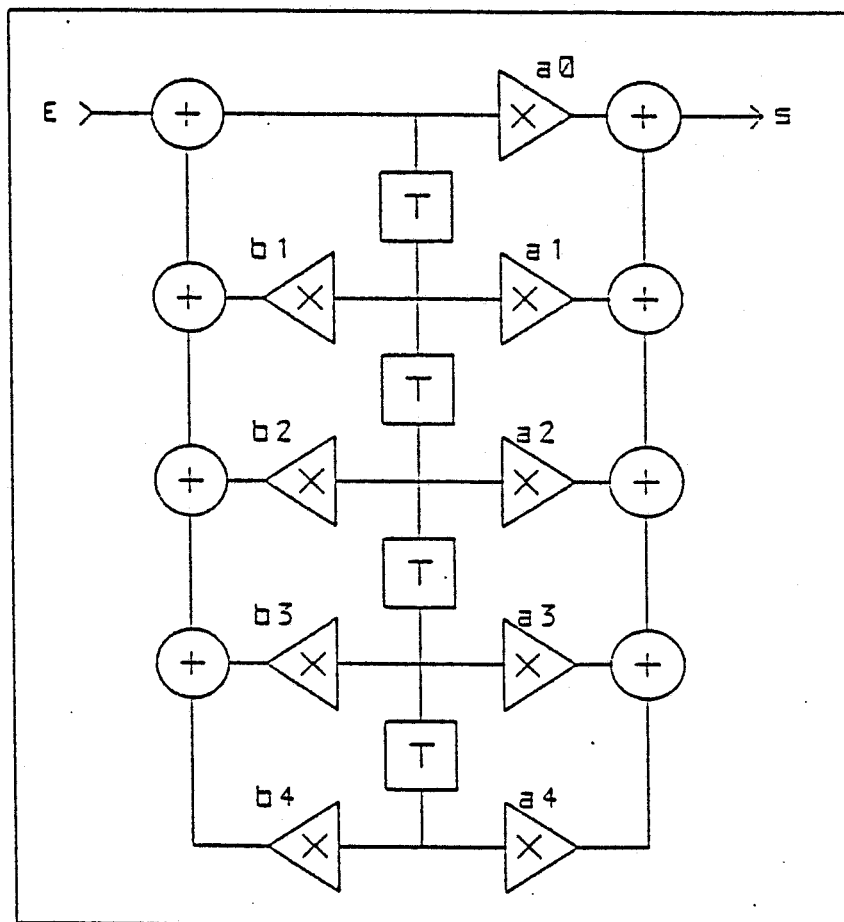 a0
E + × + S
T
b1 a1
+ × × +
T
b2 a2
+ × × +
T
b3 a3
+ × × +
T
b4 a4
× ×